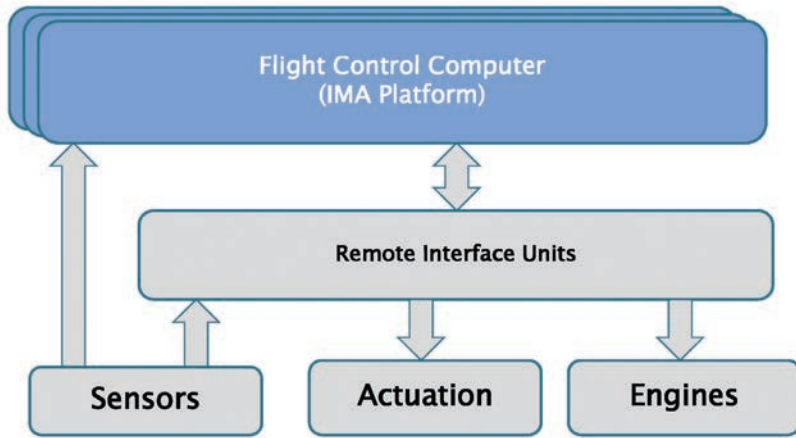 Flight Control Computer
(IMA Platform)
Remote Interface Units
Sensors
Actuation
Engines